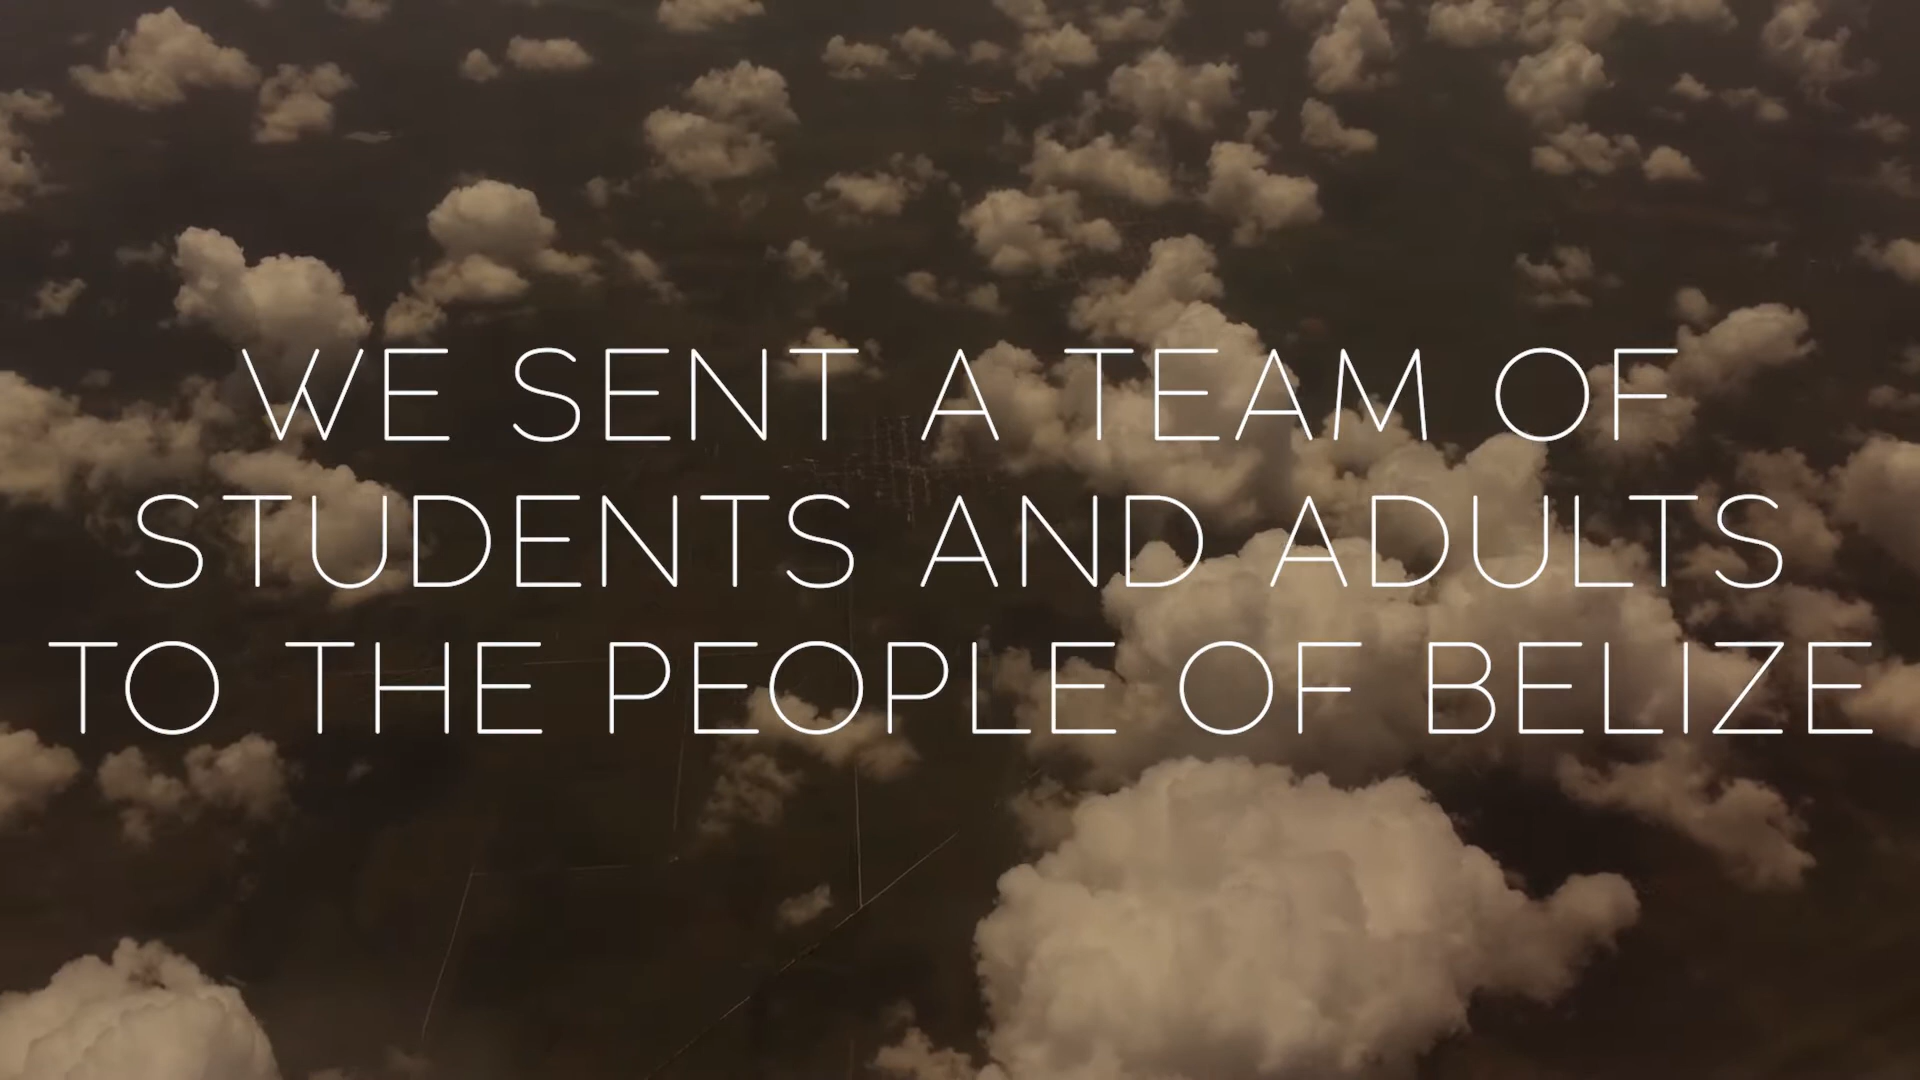 WE SENT A TEAM OF
STUDENTS AND ADULTS
TO THE PEOPLE OF BELIZE